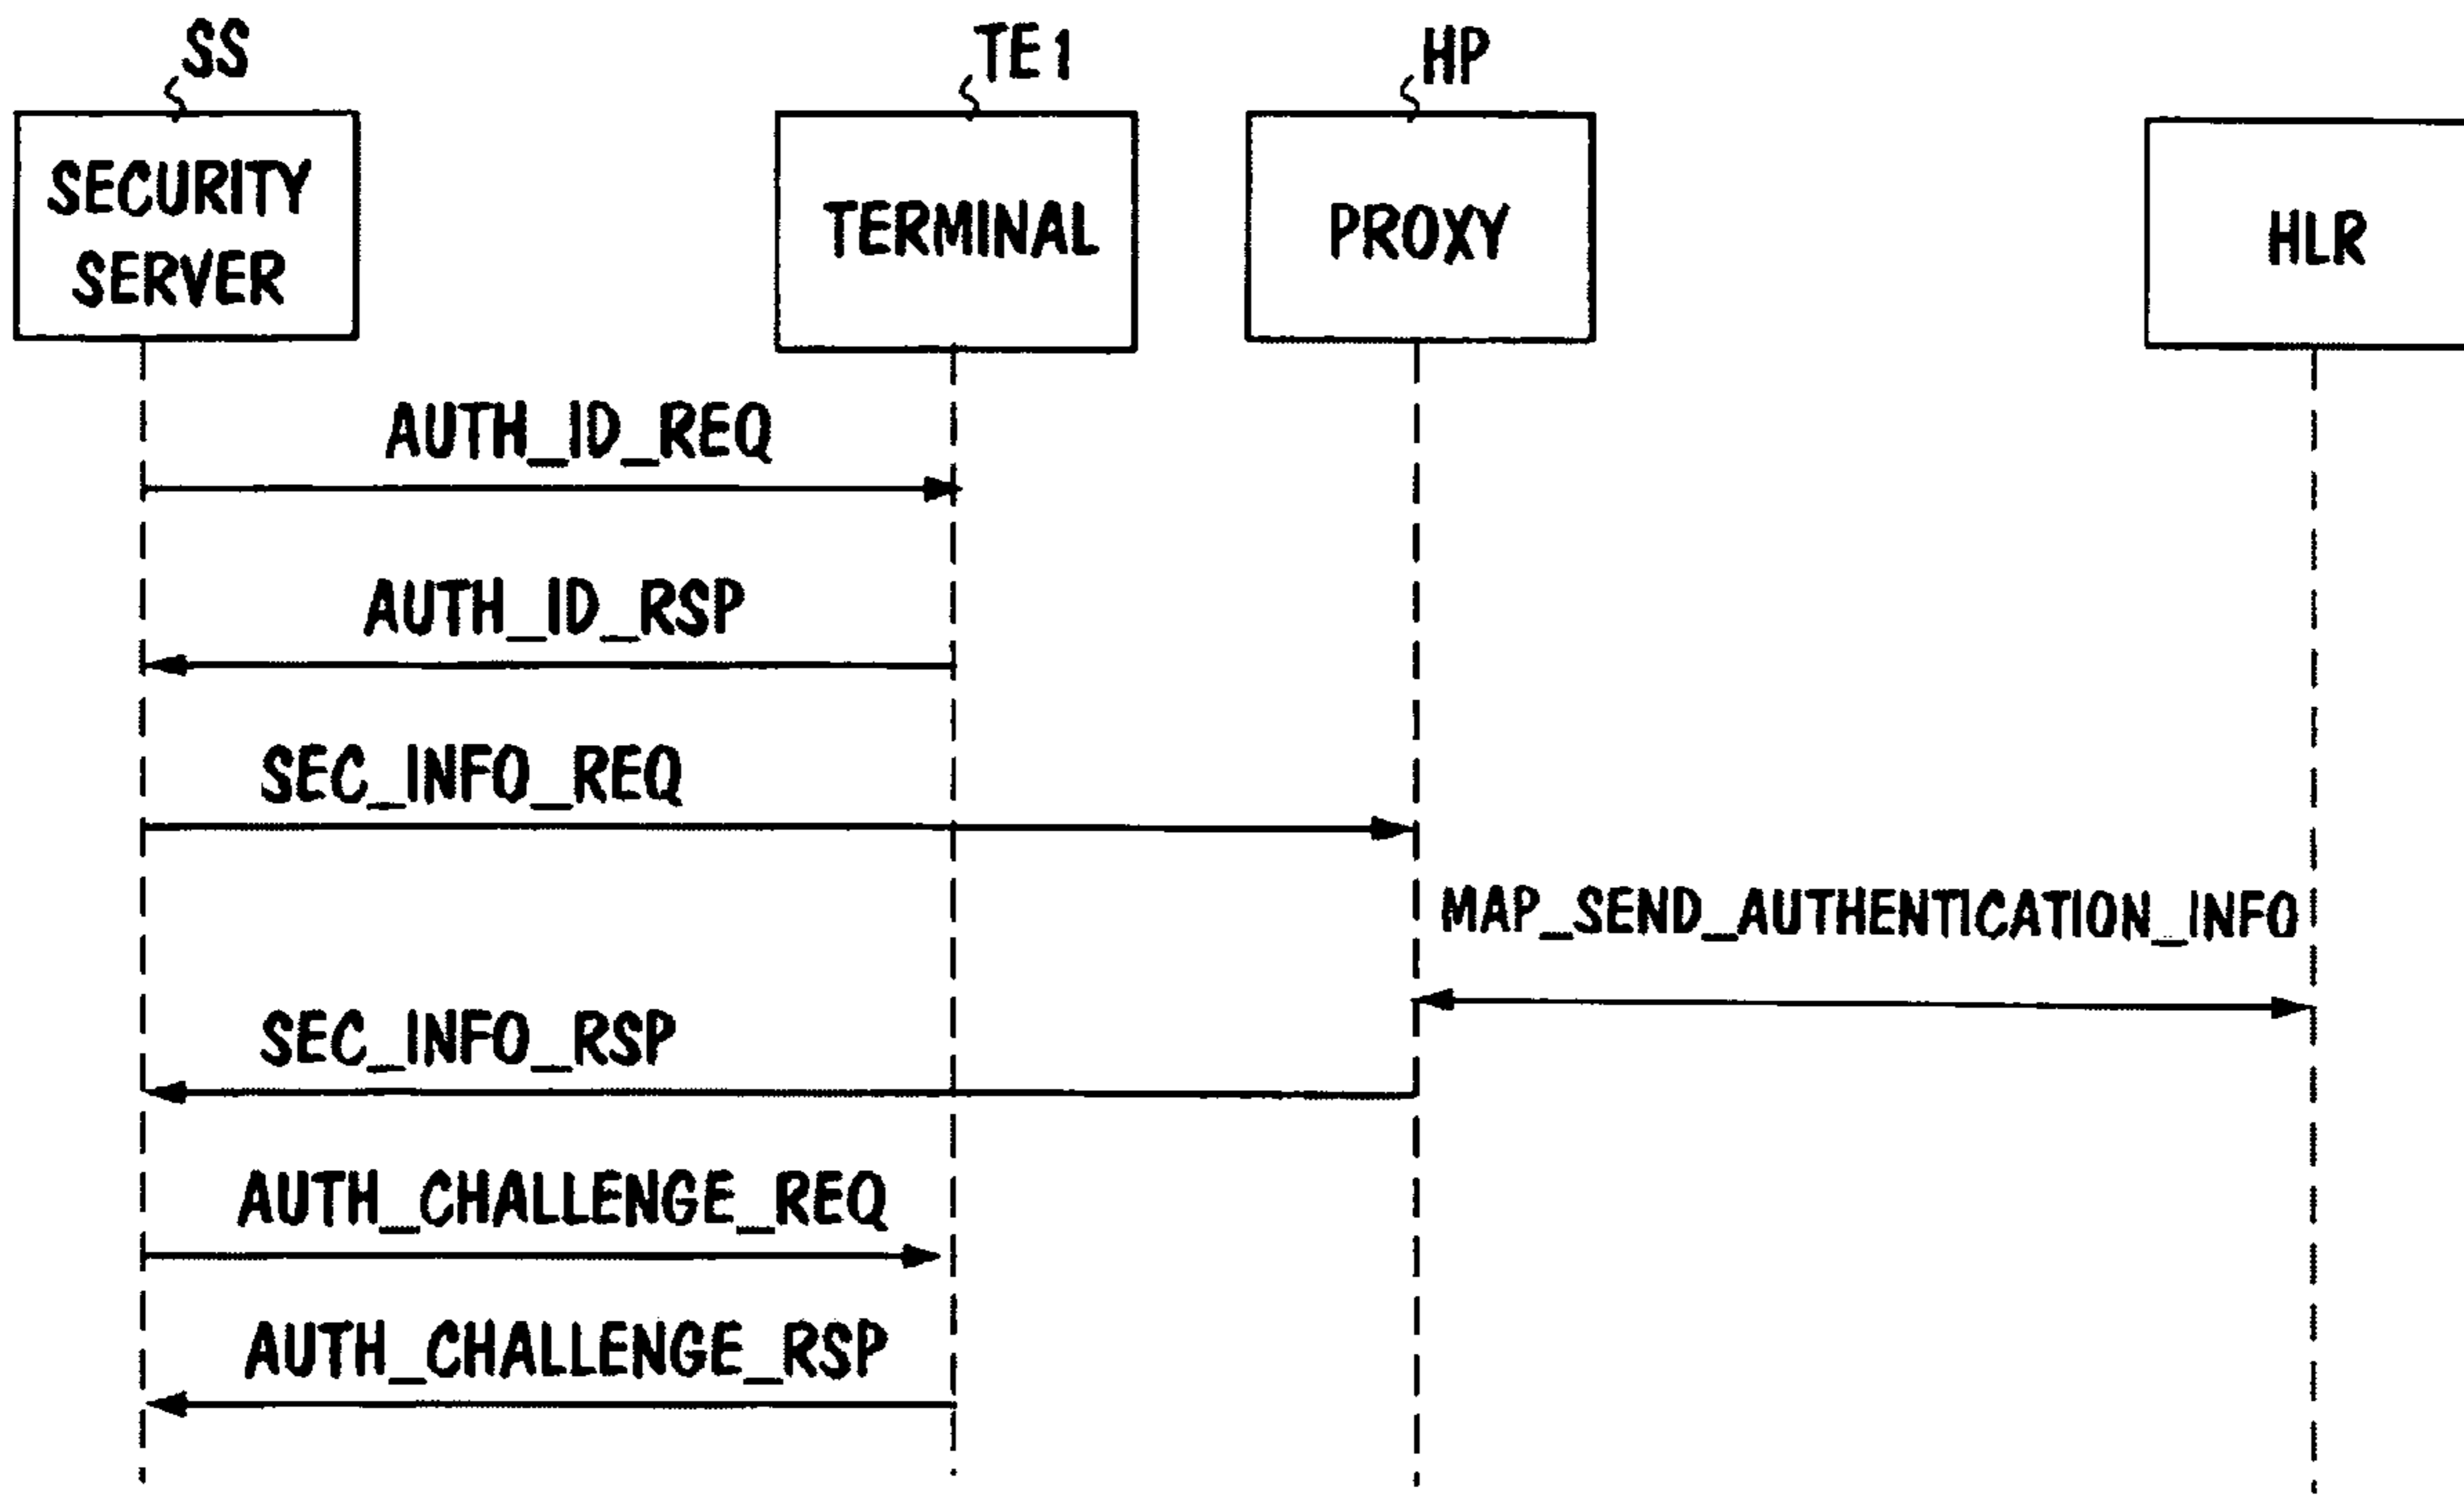 SS
TE1
HP
SECURITY
SERVER
TERMINAL
PROXY
HLR
AUTH_ID_REQ
AUTH_ID_RSP
SEC_INFO_REQ
MAP_SEND_AUTHENTICATION_INFO
SEC_INFO_RSP
AUTH_CHALLENGE_REQ
AUTH_CHALLENGE_RSP